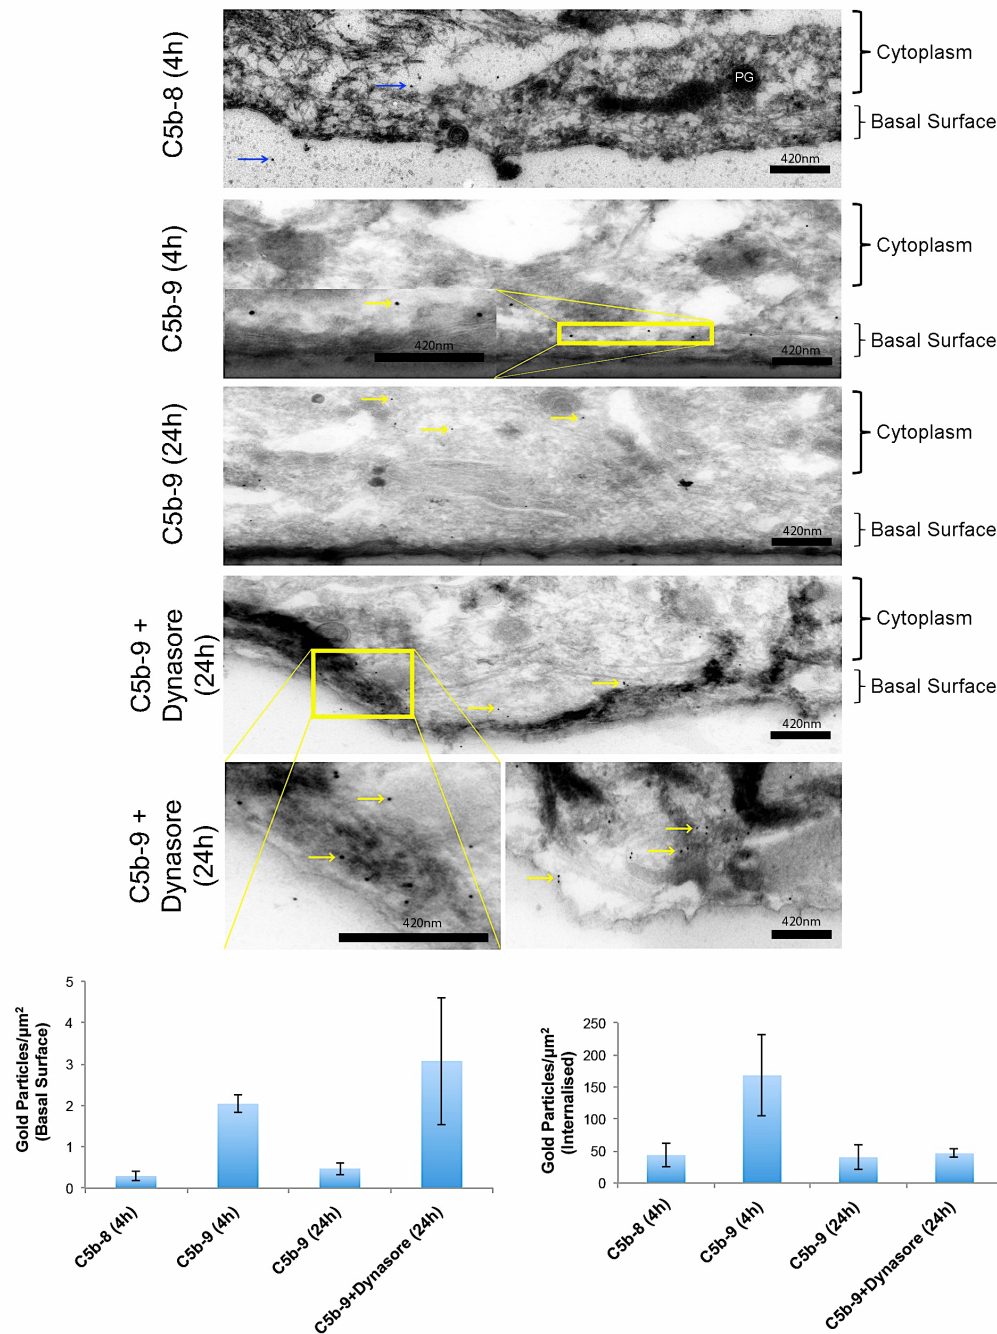 C5b-8 (4h)
PG
Cytoplasm
Basal Surface
420nm
C5b-9 (4h)
Cytoplasm
Basal Surface
420nm
420nm
C5b-9 (24h)
Cytoplasm
Basal Surface
420nm
C5b-9 +
Dynasore
(24h)
Cytoplasm
Basal Surface
420nm
C5b-9 +
Dynasore
(24h)
420nm
420nm
Gold Particles/µm²
(Basal Surface)
5
4
3
2
1
0
C5b-8 (4h)
C5b-9 (4h)
C5b-9 (24h)
C5b-9+Dynasore (24h)
Gold Particles/µm²
(Internalised)
250
200
150
100
50
0
C5b-8 (4h)
C5b-9 (4h)
C5b-9 (24h)
C5b-9+Dynasore (24h)